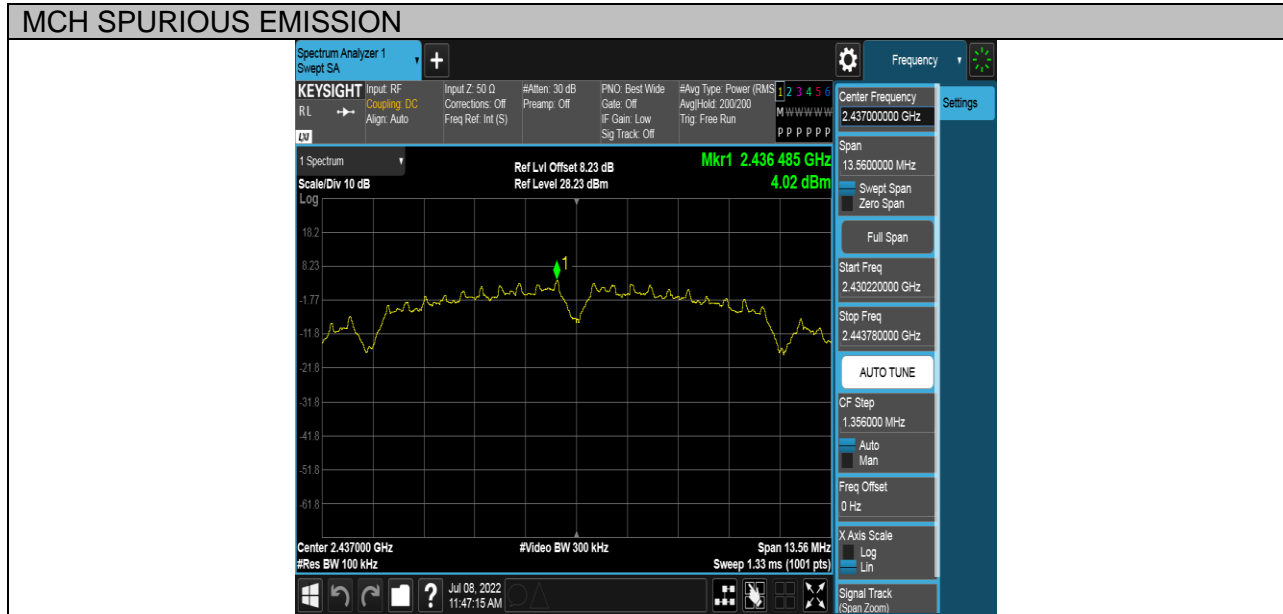 MCH SPURIOUS EMISSION
Spectrum Analyzer 1
Swept SA
+
Frequency
KEYSIGHT
RL
LXI
Input: RF
Coupling: DC
Align: Auto
Input Z: 50 Ω
Corrections: Off
Freq Ref: Int (S)
#Atten: 30 dB
Preamp: Off
PNO: Best Wide
Gate: Off
IF Gain: Low
Sig Track: Off
#Avg Type: Power (RMS
Avg|Hold: 200/200
Trig: Free Run
1 2 3 4 5 6
M W W W W W
P P P P P P
1 Spectrum
Scale/Div 10 dB
Log
Ref Lvl Offset 8.23 dB
Ref Level 28.23 dBm
Mkr1 2.436 485 GHz
4.02 dBm
18.2
8.23
-1.77
-11.8
-21.8
-31.8
-41.8
-51.8
-61.8
1
Center 2.437000 GHz
#Res BW 100 kHz
#Video BW 300 kHz
Span 13.56 MHz
Sweep 1.33 ms (1001 pts)
Center Frequency
2.437000000 GHz
Settings
Span
13.5600000 MHz
Swept Span
Zero Span
Full Span
Start Freq
2.430220000 GHz
Stop Freq
2.443780000 GHz
AUTO TUNE
CF Step
1.356000 MHz
Auto
Man
Freq Offset
0 Hz
X Axis Scale
Log
Lin
Signal Track
(Span Zoom)
?
Jul 08, 2022
11:47:15 AM